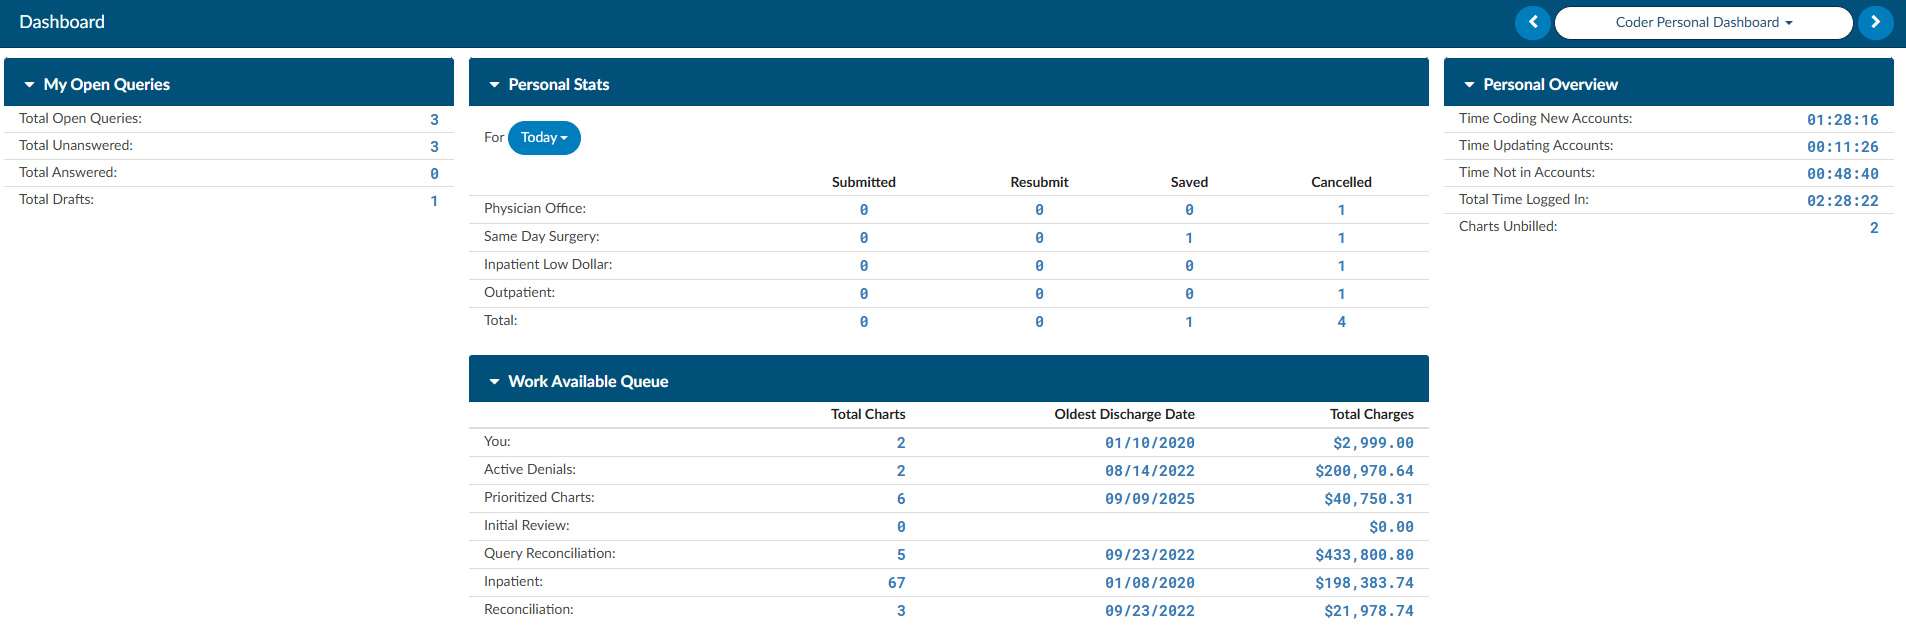 Dashboard
Coder Personal Dashboard
My Open Queries
Total Open Queries: 3
Total Unanswered: 3
Total Answered: 0
Total Drafts: 1
Personal Stats
For Today
Submitted Resubmit Saved Cancelled
Physician Office: 0 0 0 1
Same Day Surgery: 0 0 1 1
Inpatient Low Dollar: 0 0 0 1
Outpatient: 0 0 0 1
Total: 0 0 1 4
Work Available Queue
Total Charts Oldest Discharge Date Total Charges
You: 2 01/10/2020 $2,999.00
Active Denials: 2 08/14/2022 $200,970.64
Prioritized Charts: 6 09/09/2025 $40,750.31
Initial Review: 0 $0.00
Query Reconciliation: 5 09/23/2022 $433,800.80
Inpatient: 67 01/08/2020 $198,383.74
Reconciliation: 3 09/23/2022 $21,978.74
Personal Overview
Time Coding New Accounts: 01:28:16
Time Updating Accounts: 00:11:26
Time Not in Accounts: 00:48:40
Total Time Logged In: 02:28:22
Charts Unbilled: 2